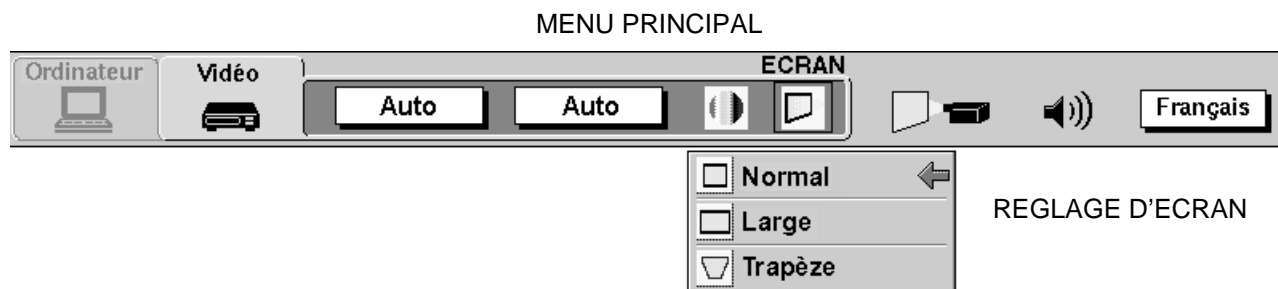 MENU PRINCIPAL
Ordinateur
Vidéo
ECRAN
Auto
Auto
Français
Normal
Large
Trapèze
REGLAGE D'ECRAN